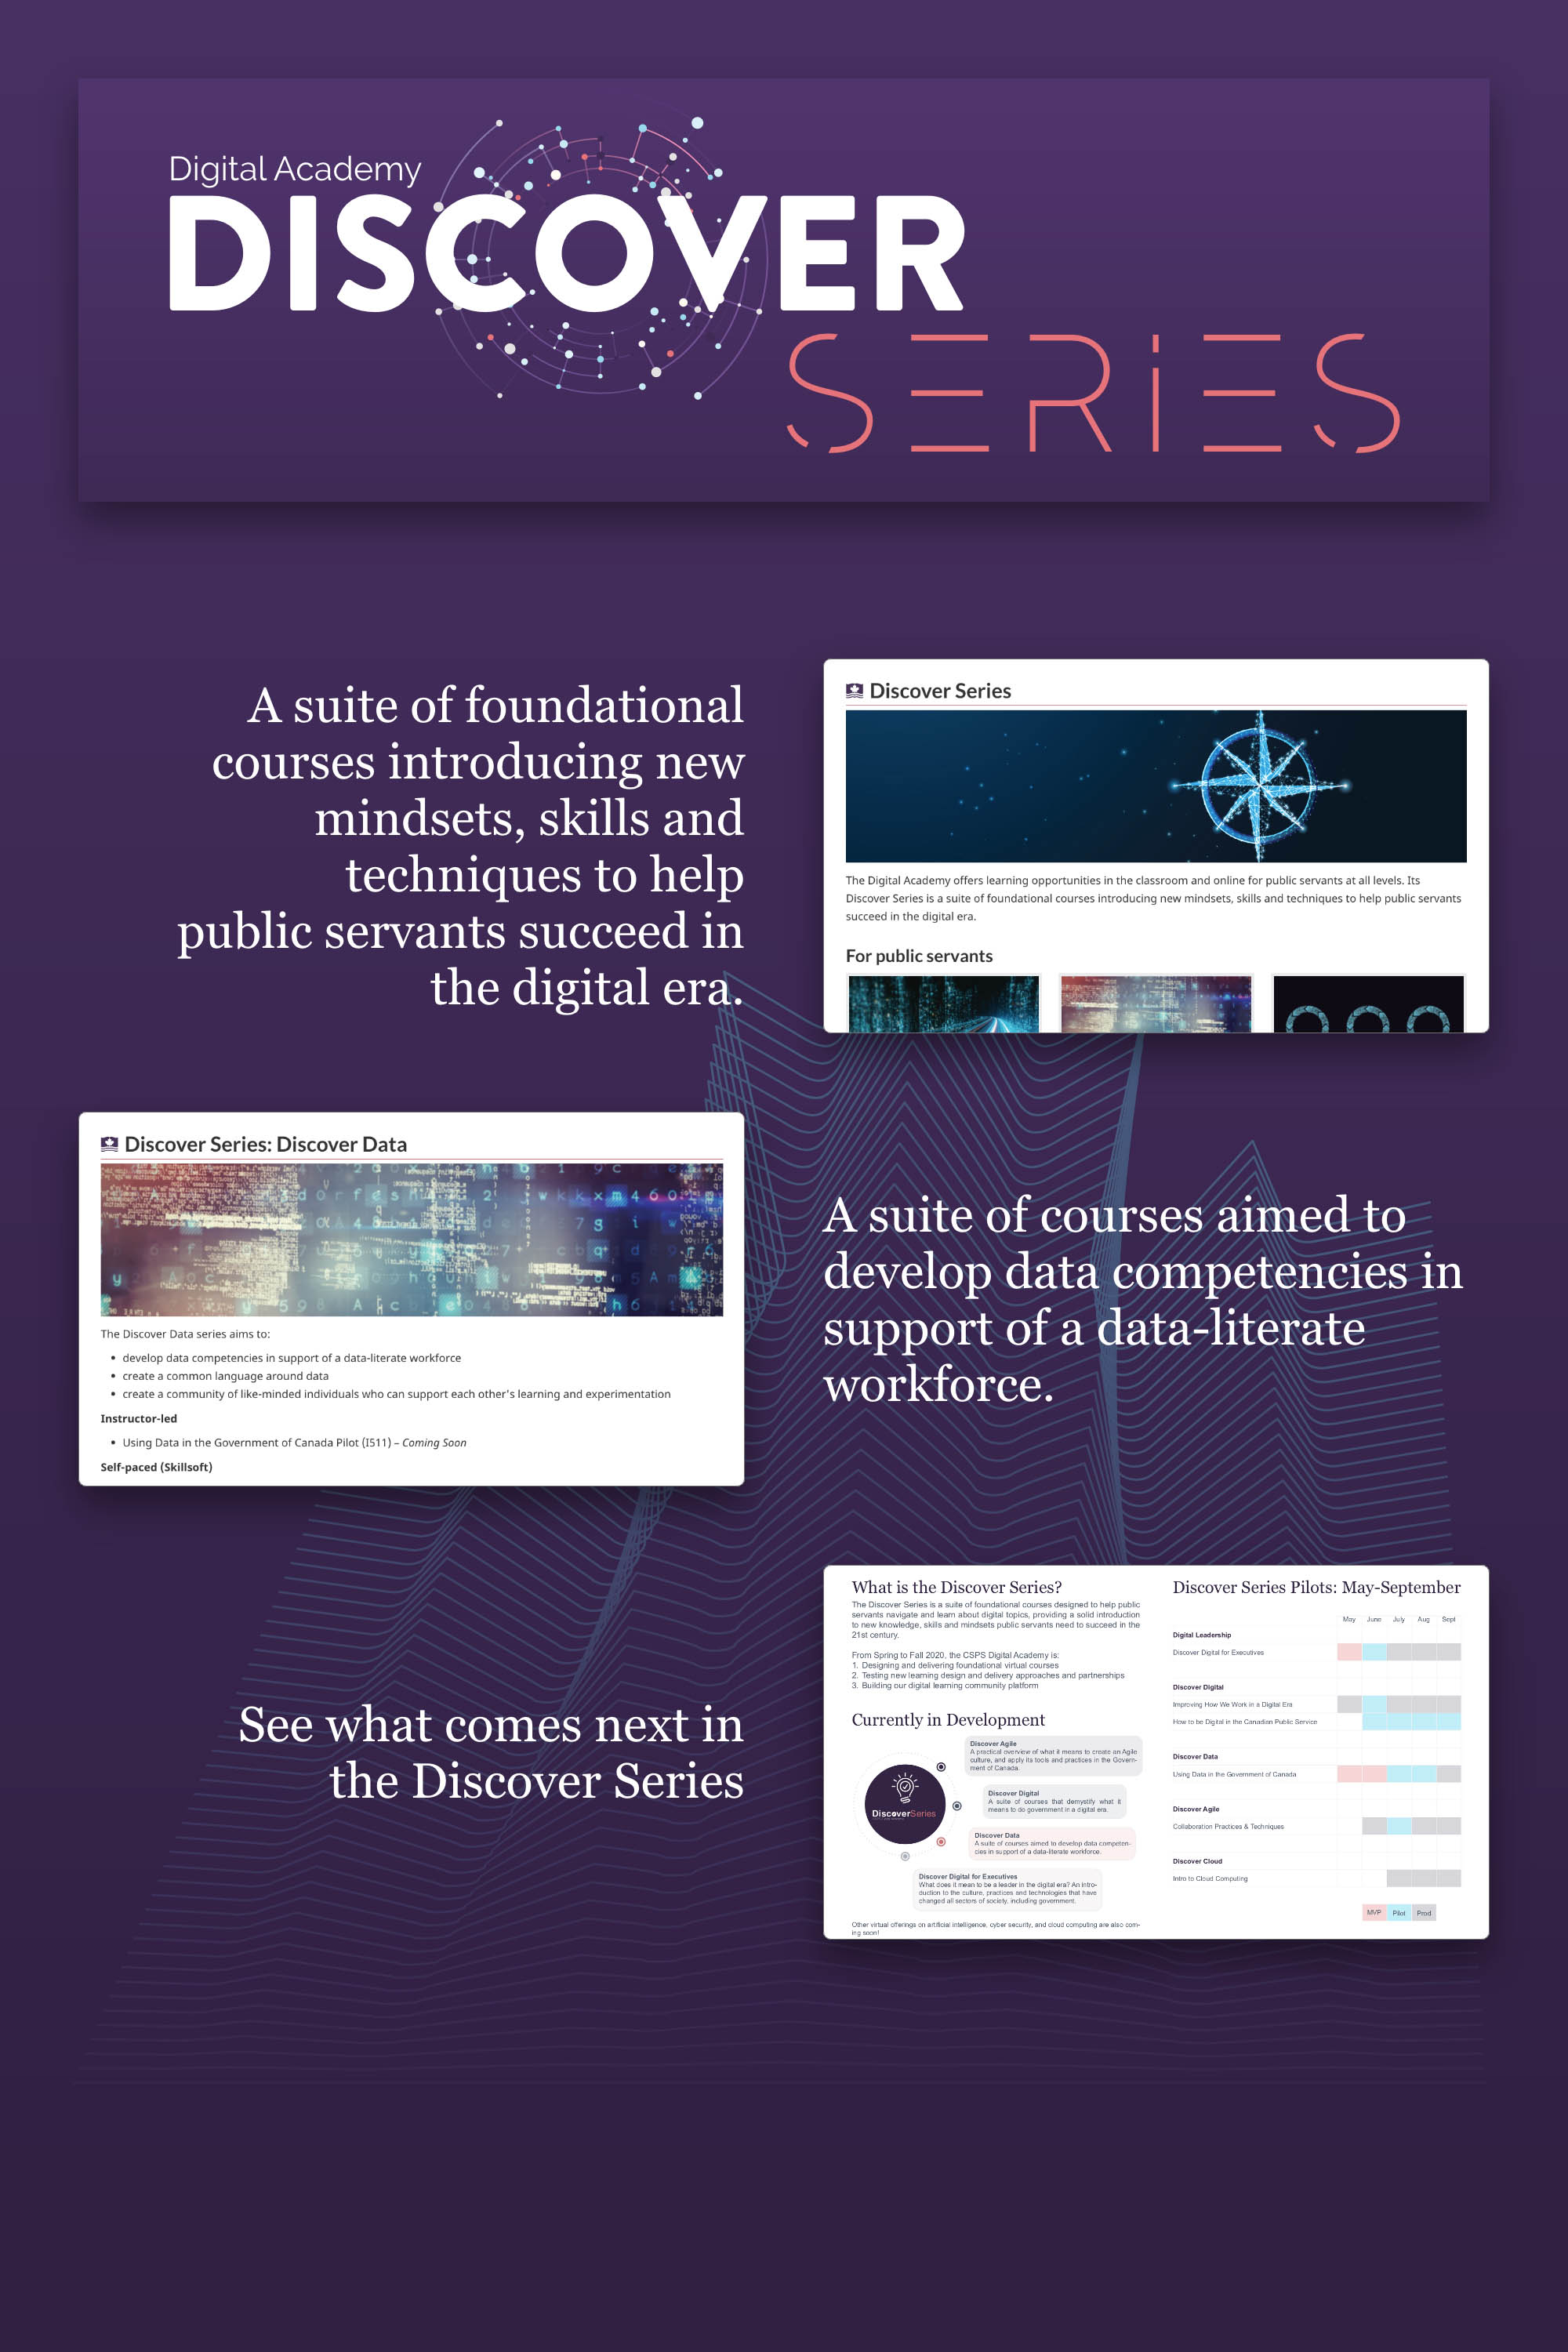 Digital Academy
DISCOVER
SERiES
A suite of foundational
courses introducing new
mindsets, skills and
techniques to help
public servants succeed in
the digital era.
Discover Series
The Digital Academy offers learning opportunities in the classroom and online for public servants at all levels. Its
Discover Series is a suite of foundational courses introducing new mindsets, skills and techniques to help public servants
succeed in the digital era.
For public servants
Discover Series: Discover Data
The Discover Data series aims to:
• develop data competencies in support of a data-literate workforce
• create a common language around data
• create a community of like-minded individuals who can support each other's learning and experimentation
Instructor-led
• Using Data in the Government of Canada Pilot (I511) – Coming Soon
Self-paced (Skillsoft)
A suite of courses aimed to
develop data competencies in
support of a data-literate
workforce.
See what comes next in
the Discover Series
What is the Discover Series?
The Discover Series is a suite of foundational courses designed to help public
servants navigate and learn about digital topics, providing a solid introduction
to new knowledge, skills and mindsets public servants need to succeed in the
21st century.
From Spring to Fall 2020, the CSPS Digital Academy is:
1. Designing and delivering foundational virtual courses
2. Testing new learning design and delivery approaches and partnerships
3. Building our digital learning community platform
Currently in Development
DiscoverSeries
Discover Agile
A practical overview of what it means to create an Agile
culture, and apply its tools and practices in the Govern-
ment of Canada.
Discover Digital
A suite of courses that demystify what it
means to do government in a digital era.
Discover Data
A suite of courses aimed to develop data competen-
cies in support of a data-literate workforce.
Discover Digital for Executives
What does it mean to be a leader in the digital era? An intro-
duction to the culture, practices and technologies that have
changed all sectors of society, including government.
Other virtual offerings on artificial intelligence, cyber security, and cloud computing are also com-
ing soon!
Discover Series Pilots: May-September
May June July Aug Sept
Digital Leadership
Discover Digital for Executives
Discover Digital
Improving How We Work in a Digital Era
How to be Digital in the Canadian Public Service
Discover Data
Using Data in the Government of Canada
Discover Agile
Collaboration Practices & Techniques
Discover Cloud
Intro to Cloud Computing
MVP Pilot Prod